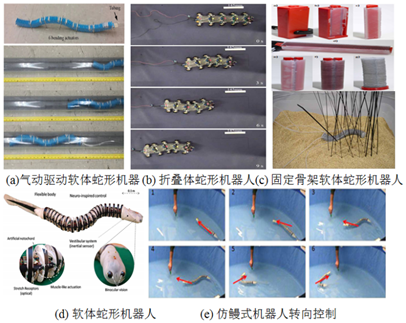 Tubing
U-bending actuation
(a)气动驱动软体蛇形机器(b) 折叠体蛇形机器人(c) 固定骨架软体蛇形机器人
Flexible body
Neuro-inspired control
Artificial notochord
Vestibular system
(inertial sensor)
Stretch Reception
(optical)
Muscle-like actuation
Binocular vision
1
2
3
4
5
6
(d) 软体蛇形机器人
(e) 仿鳗式机器人转向控制